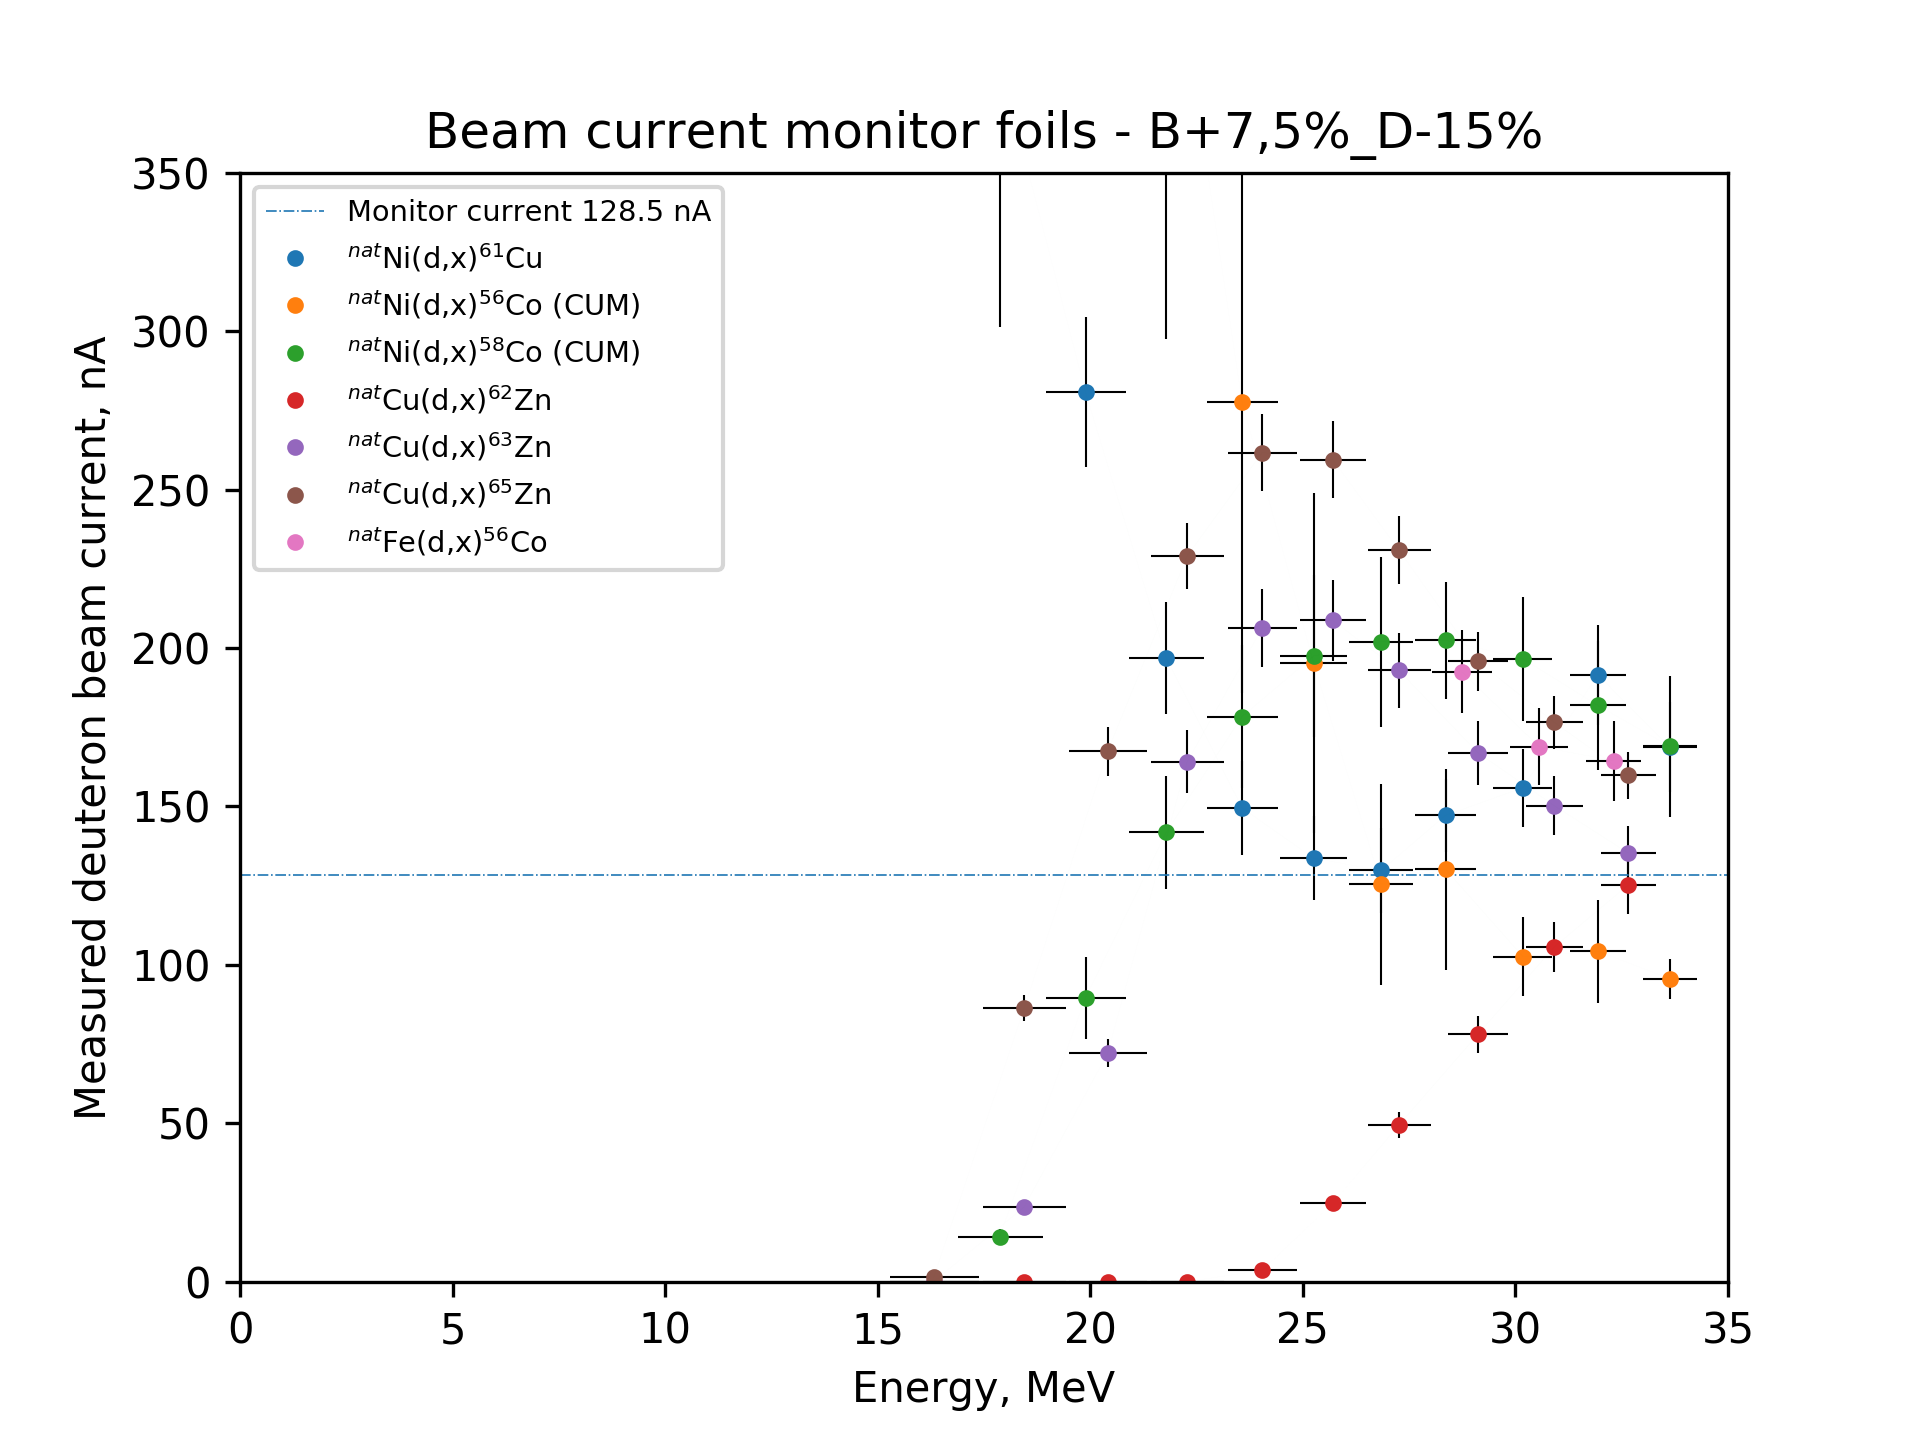 Beam current monitor foils - B+7,5%_D-15%
350
300
250
200
150
100
50
0
Measured deuteron beam current, nA
Monitor current 128.5 nA
natNi(d,x)61Cu
natNi(d,x)56Co (CUM)
natNi(d,x)58Co (CUM)
natCu(d,x)62Zn
natCu(d,x)63Zn
natCu(d,x)65Zn
natFe(d,x)56Co
0 5 10 15 20 25 30 35
Energy, MeV